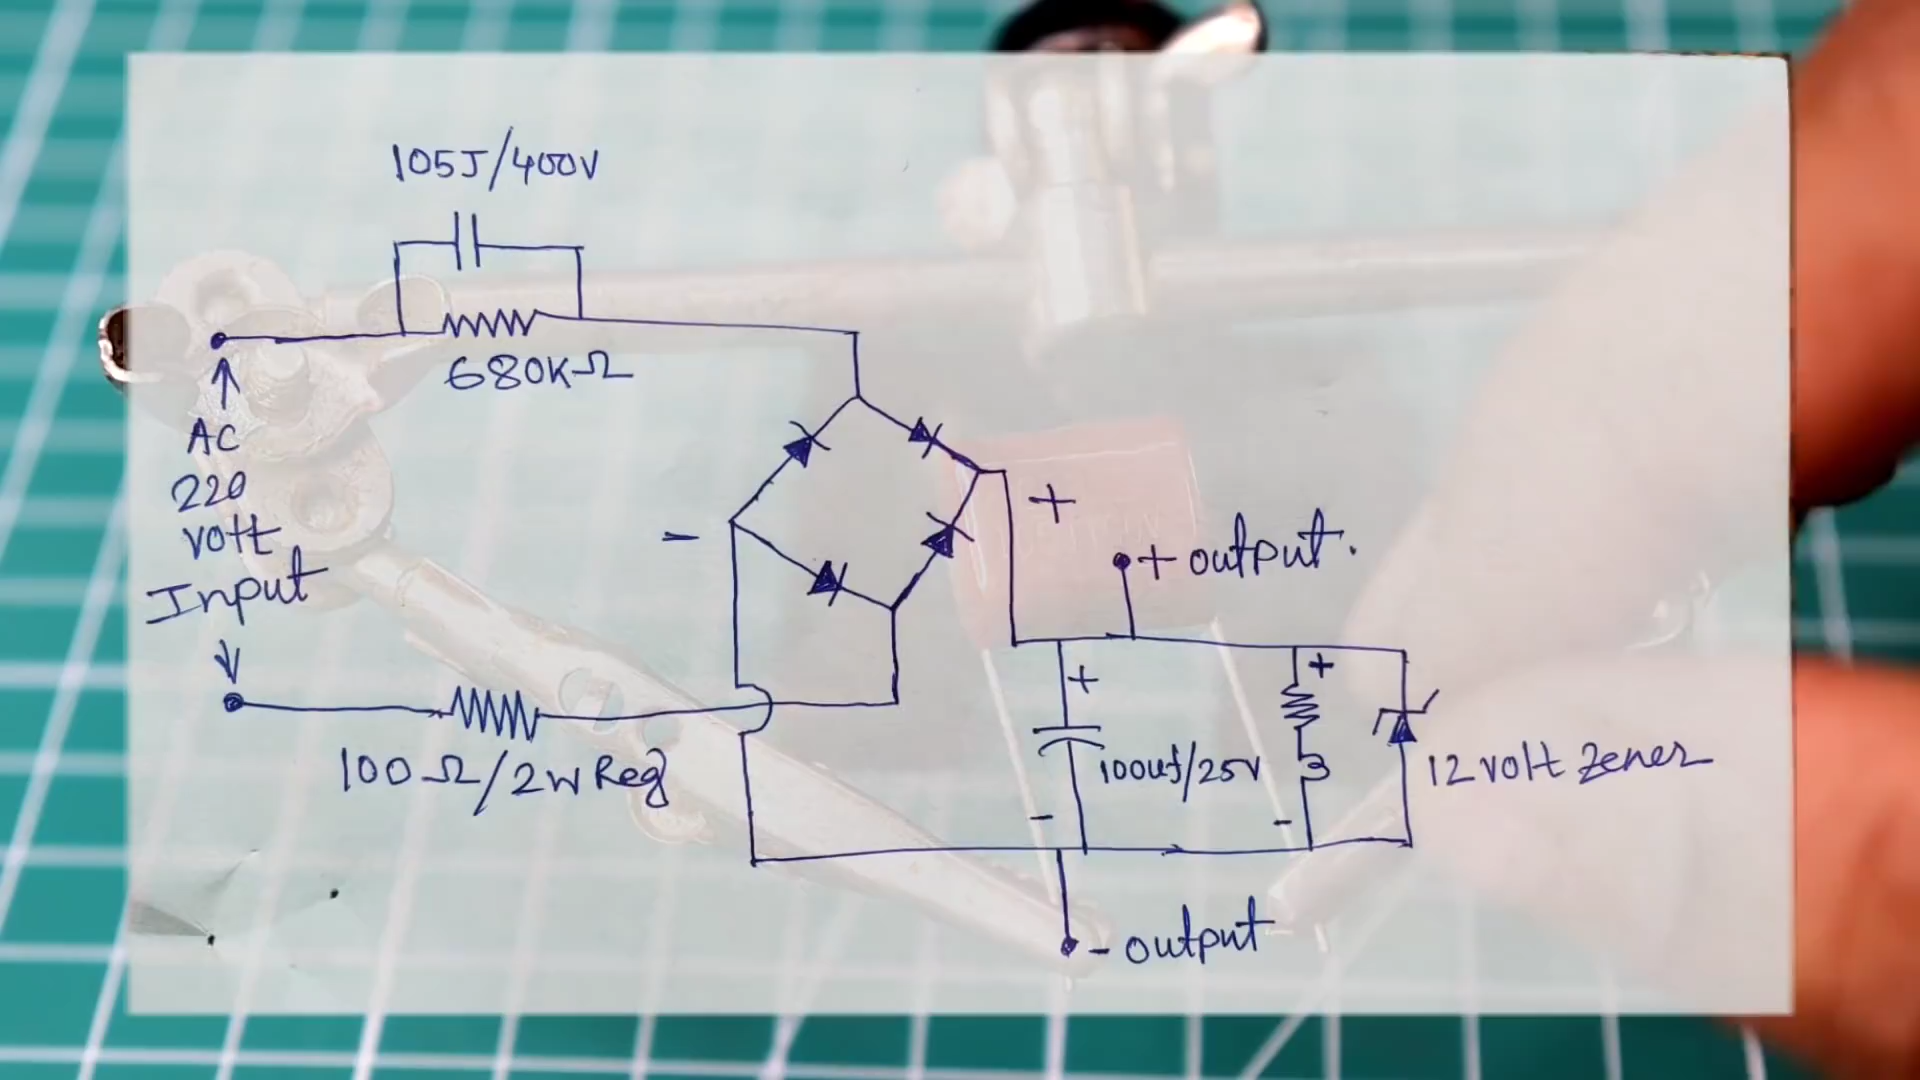 105J/400V
680KΩ
AC
220
Volt
Input
100Ω/2W Reg
-
+
+ output.
+
100uf/25V
-
+
-
12 volt Zener
- output